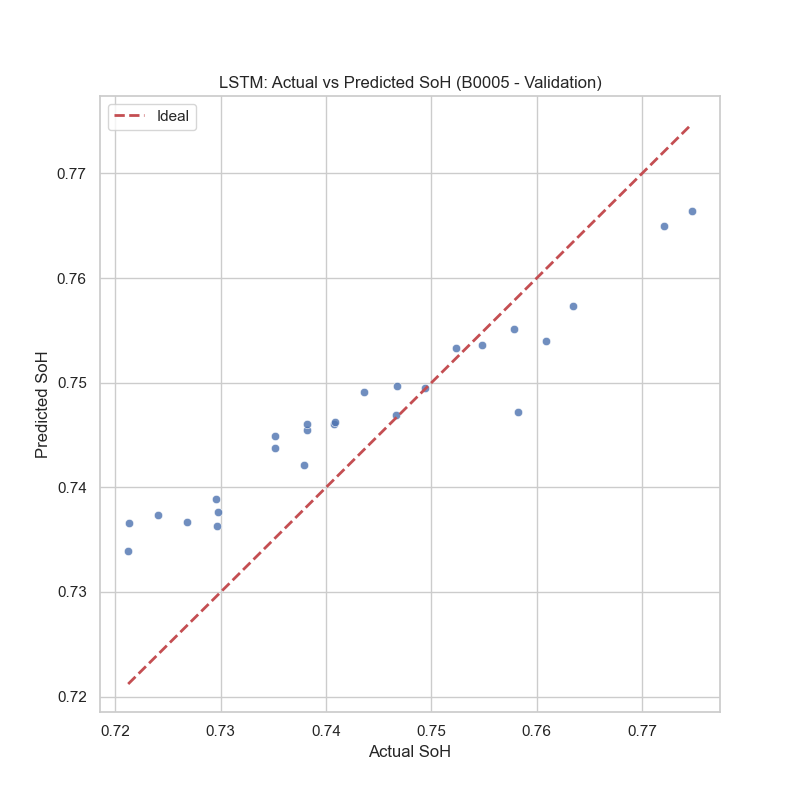 LSTM: Actual vs Predicted SoH (B0005 - Validation)
Ideal
0.77
0.76
0.75
0.74
0.73
0.72
Predicted SoH
0.72 0.73 0.74 0.75 0.76 0.77
Actual SoH